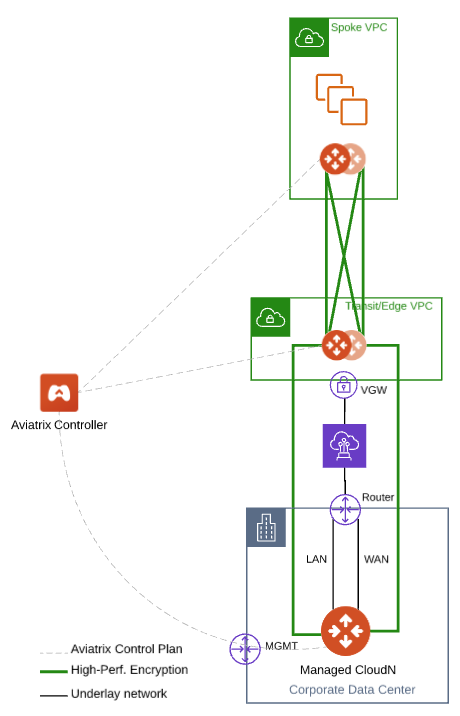 Spoke VPC
Transit/Edge VPC
VGW
Aviatrix Controller
Router
LAN
WAN
MGMT
Managed CloudN
Corporate Data Center
Aviatrix Control Plan
High-Perf. Encryption
Underlay network